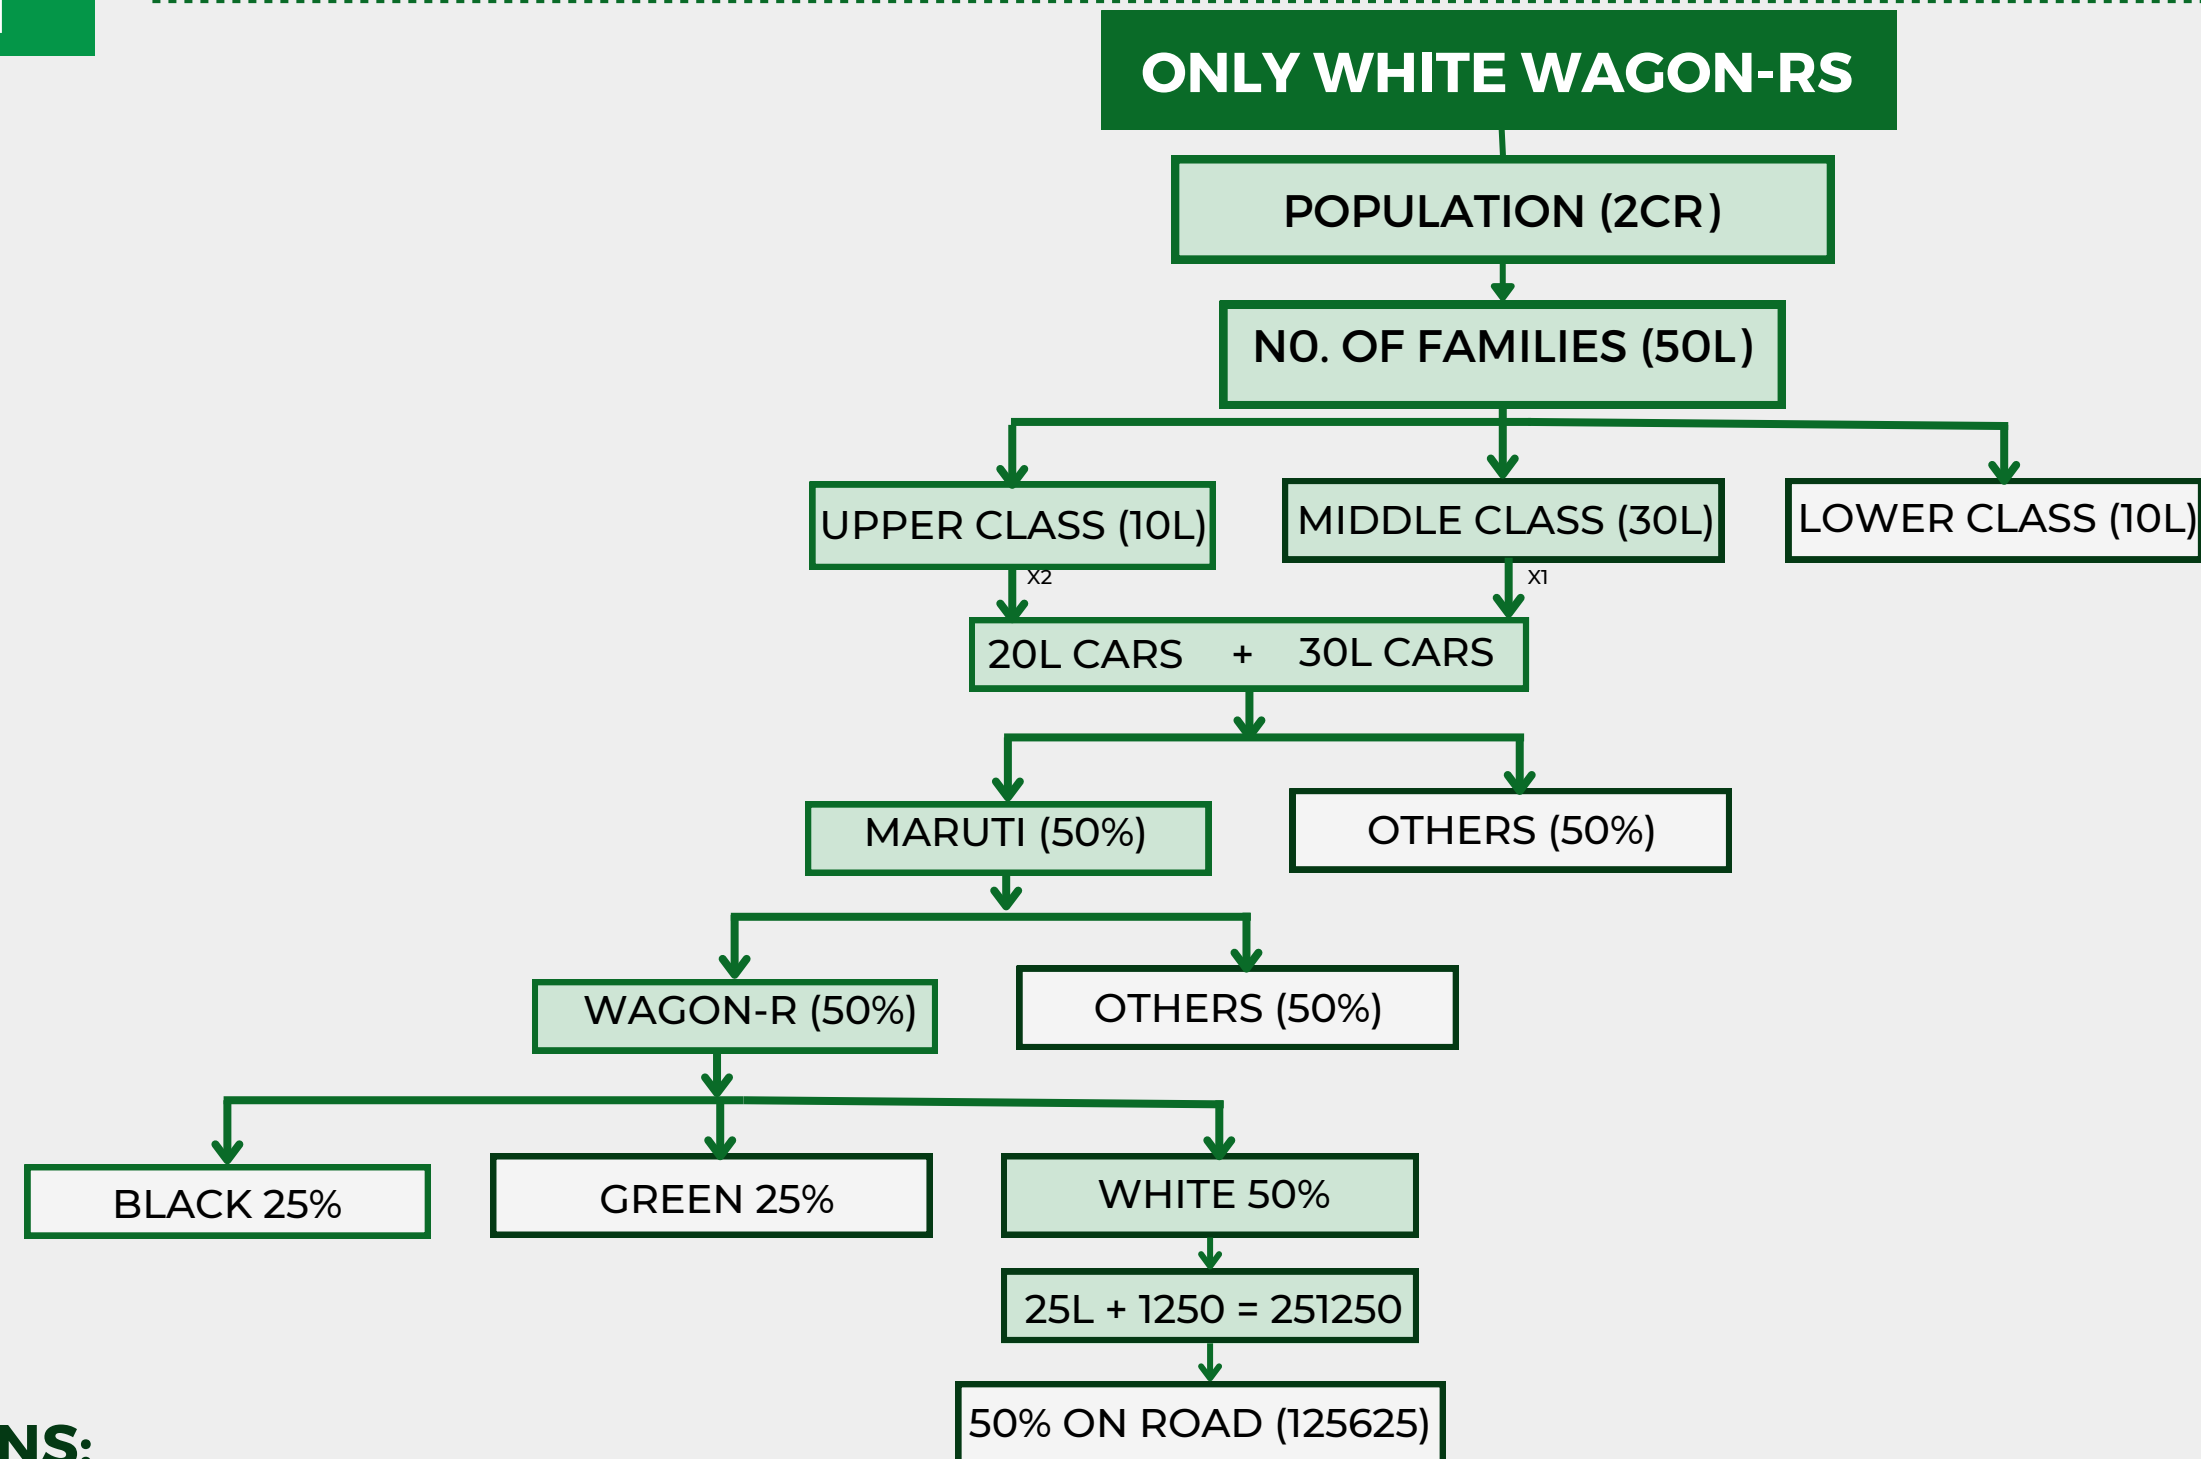 ONLY WHITE WAGON-RS
POPULATION (2CR)
N0. OF FAMILIES (50L)
UPPER CLASS (10L)
MIDDLE CLASS (30L)
LOWER CLASS (10L)
X2
X1
20L CARS + 30L CARS
MARUTI (50%)
OTHERS (50%)
WAGON-R (50%)
OTHERS (50%)
BLACK 25%
GREEN 25%
WHITE 50%
25L + 1250 = 251250
50% ON ROAD (125625)
NS: